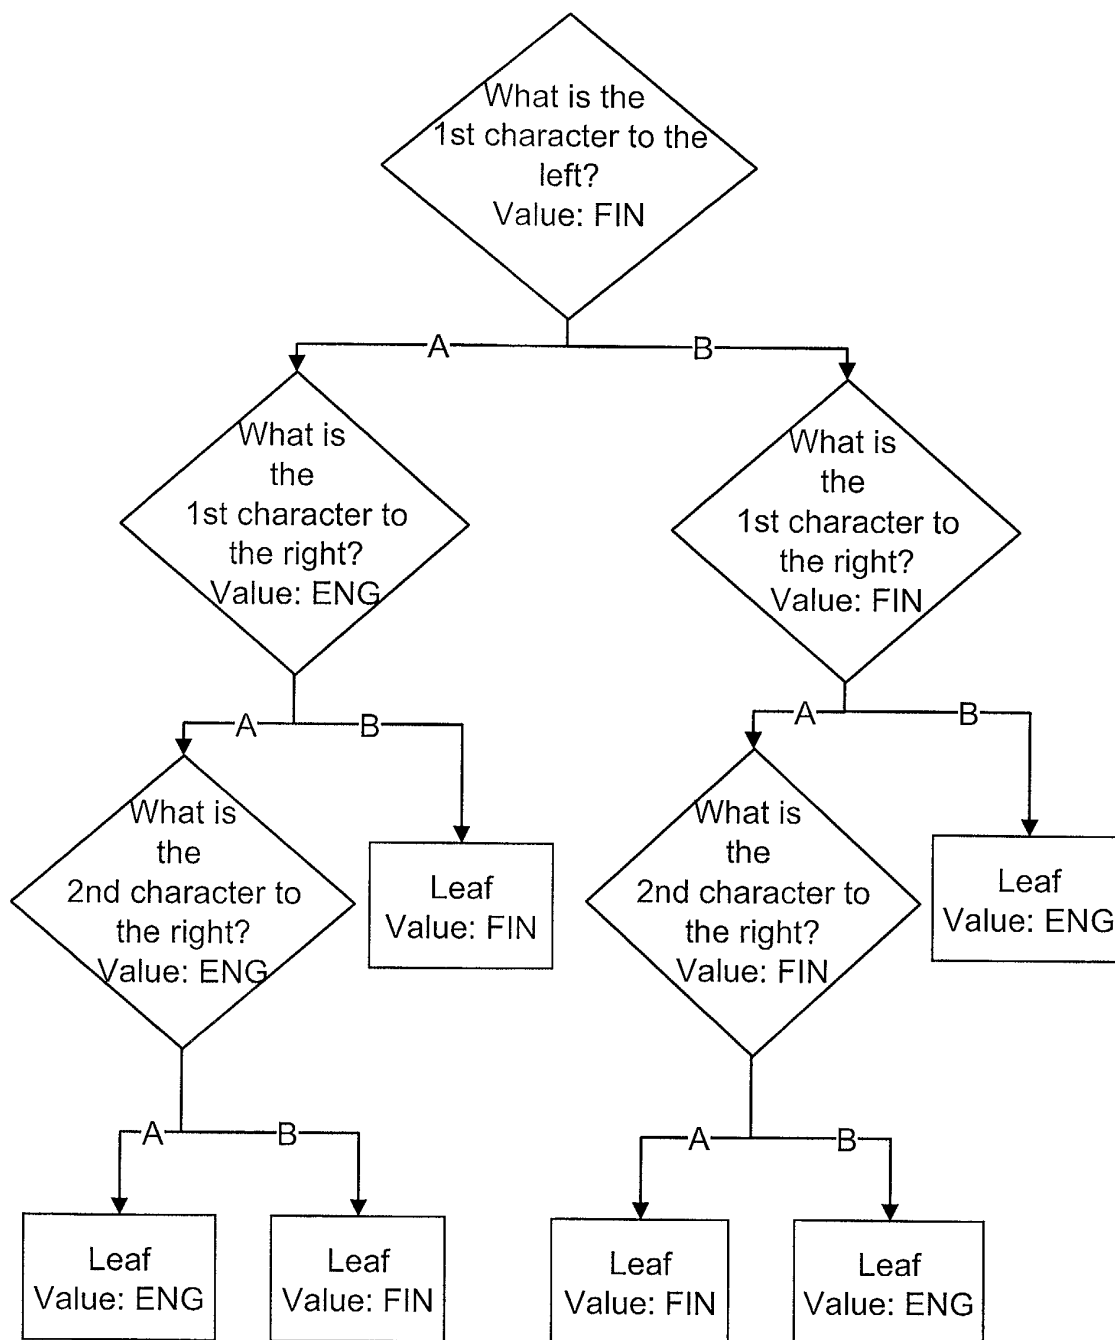 What is the
1st character to the
left?
Value: FIN
A
B
What is
the
1st character to
the right?
Value: ENG
What is
the
1st character to
the right?
Value: FIN
A
B
A
B
What is
the
2nd character to
the right?
Value: ENG
Leaf
Value: FIN
What is
the
2nd character to
the right?
Value: FIN
Leaf
Value: ENG
A
B
A
B
Leaf
Value: ENG
Leaf
Value: FIN
Leaf
Value: FIN
Leaf
Value: ENG